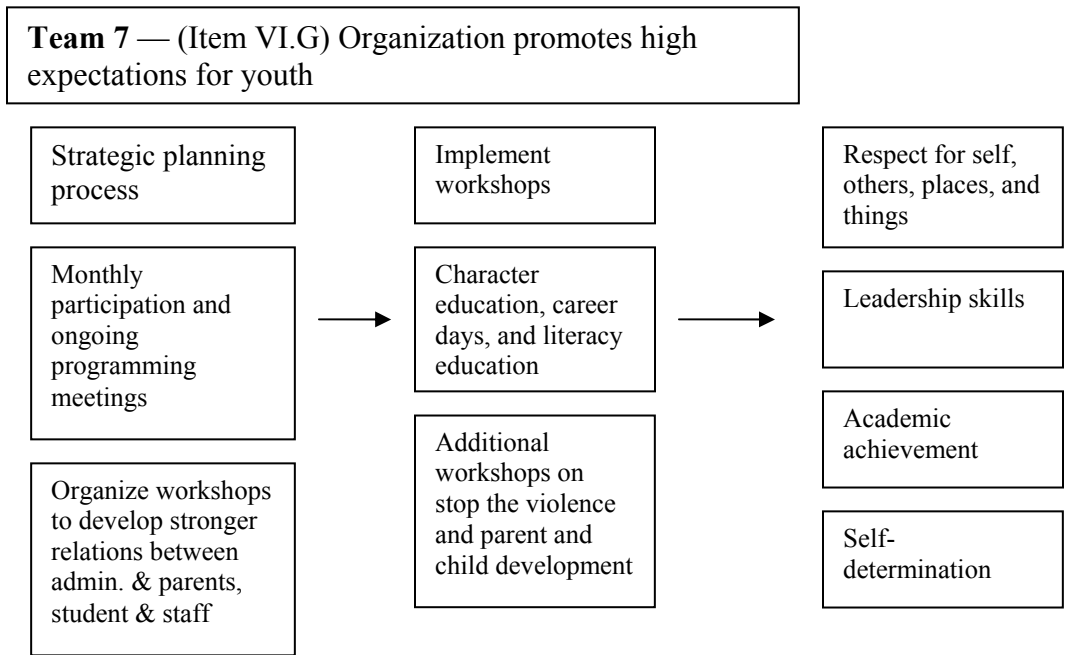 Team 7 — (Item VI.G) Organization promotes high
expectations for youth
Strategic planning
process
Monthly
participation and
ongoing
programming
meetings
Organize workshops
to develop stronger
relations between
admin. & parents,
student & staff
Implement
workshops
Character
education, career
days, and literacy
education
Additional
workshops on
stop the violence
and parent and
child development
Respect for self,
others, places, and
things
Leadership skills
Academic
achievement
Self-
determination